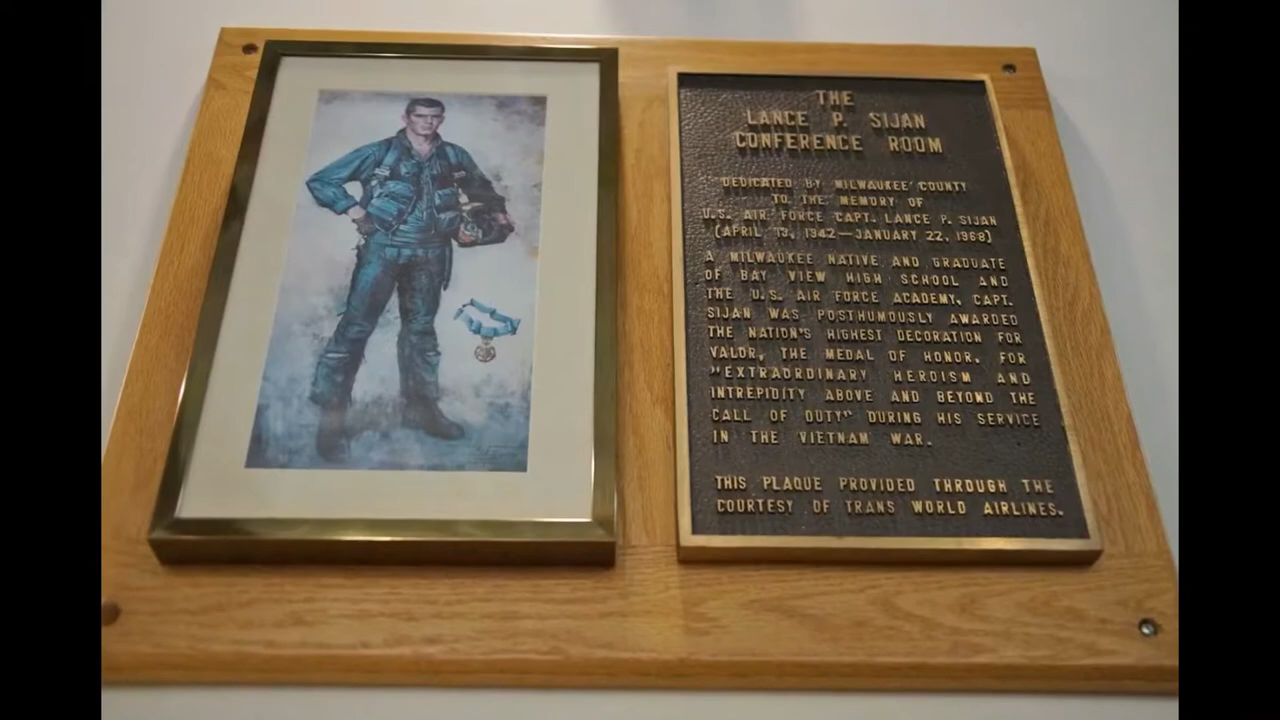 THE
LANCE P. SIJAN
CONFERENCE ROOM
DEDICATED BY MILWAUKEE COUNTY
TO THE MEMORY OF
U.S. AIR FORCE CAPT. LANCE P. SIJAN
(APRIL 13, 1942—JANUARY 22, 1968)
A MILWAUKEE NATIVE AND GRADUATE
OF BAY VIEW HIGH SCHOOL AND
THE U.S. AIR FORCE ACADEMY, CAPT.
SIJAN WAS POSTHUMOUSLY AWARDED
THE NATION'S HIGHEST DECORATION FOR
VALOR, THE MEDAL OF HONOR, FOR
"EXTRAORDINARY HEROISM AND
INTREPIDITY ABOVE AND BEYOND THE
CALL OF DUTY" DURING HIS SERVICE
IN THE VIETNAM WAR.
THIS PLAQUE PROVIDED THROUGH THE
COURTESY OF TRANS WORLD AIRLINES.